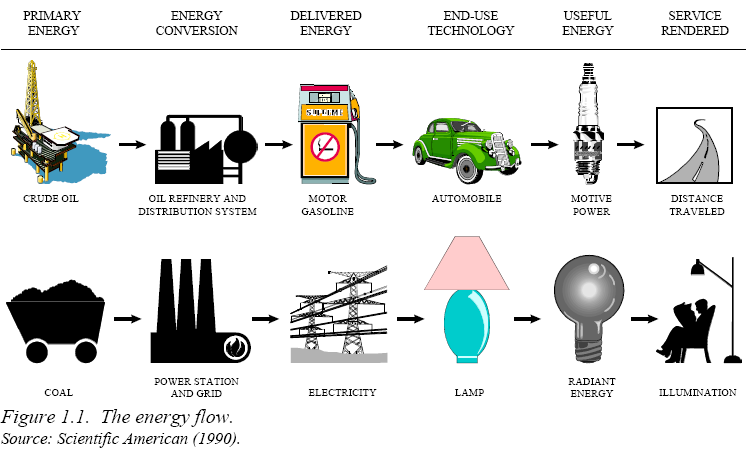 PRIMARY ENERGY DELIVERED END-USE USEFUL SERVICE
ENERGY CONVERSION ENERGY TECHNOLOGY ENERGY RENDERED
SUPREME
CRUDE OIL OIL REFINERY AND MOTOR AUTOMOBILE MOTIVE DISTANCE
DISTRIBUTION SYSTEM GASOLINE POWER TRAVELED
COAL POWER STATION ELECTRICITY LAMP RADIANT ILLUMINATION
AND GRID ENERGY
Figure 1.1. The energy flow.
Source: Scientific American (1990).